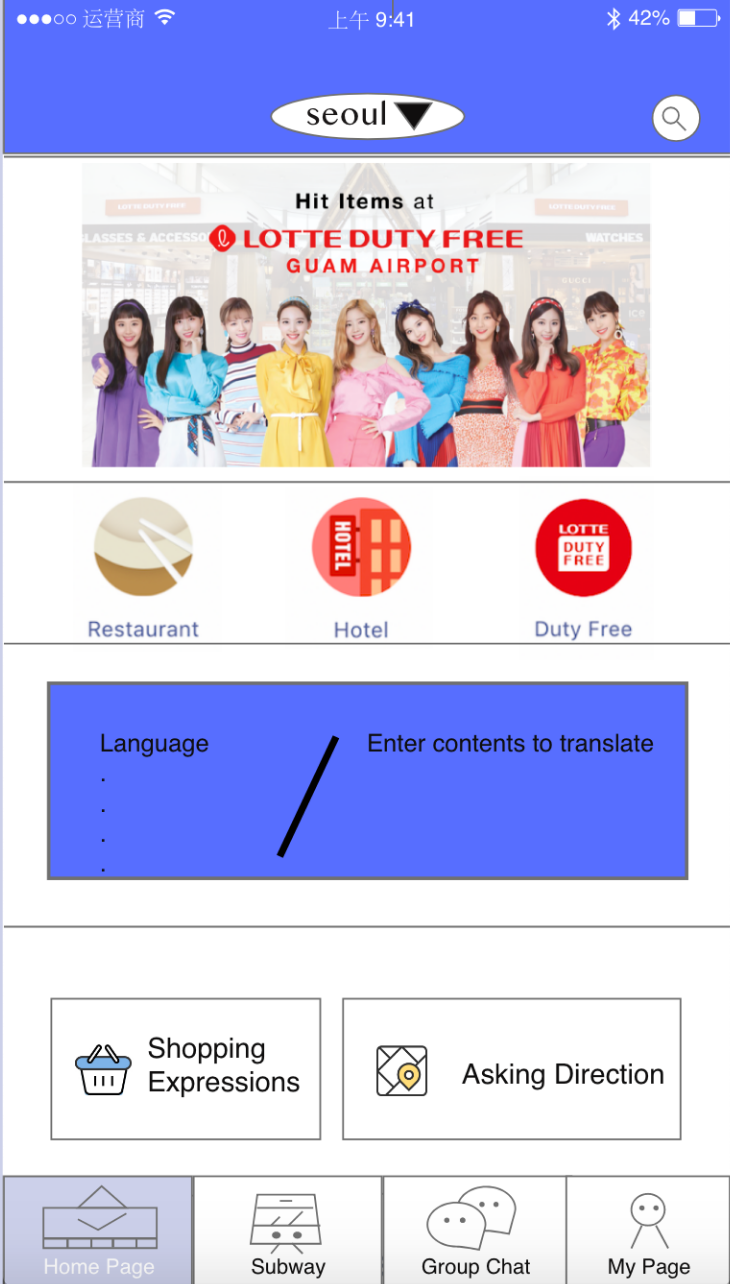 运营商
上午 9:41
42%
seoul
Hit Items at
LOTTE DUTY FREE
GUAM AIRPORT
LOTTE DUTY FREE
LOTTE DUTY FREE
LASSES & ACCESSO
WATCHES
HOTEL
LOTTE
DUTY
FREE
Restaurant
Hotel
Duty Free
Language
Enter contents to translate
.
.
.
.
Shopping
Expressions
Asking Direction
Home Page
Subway
Group Chat
My Page